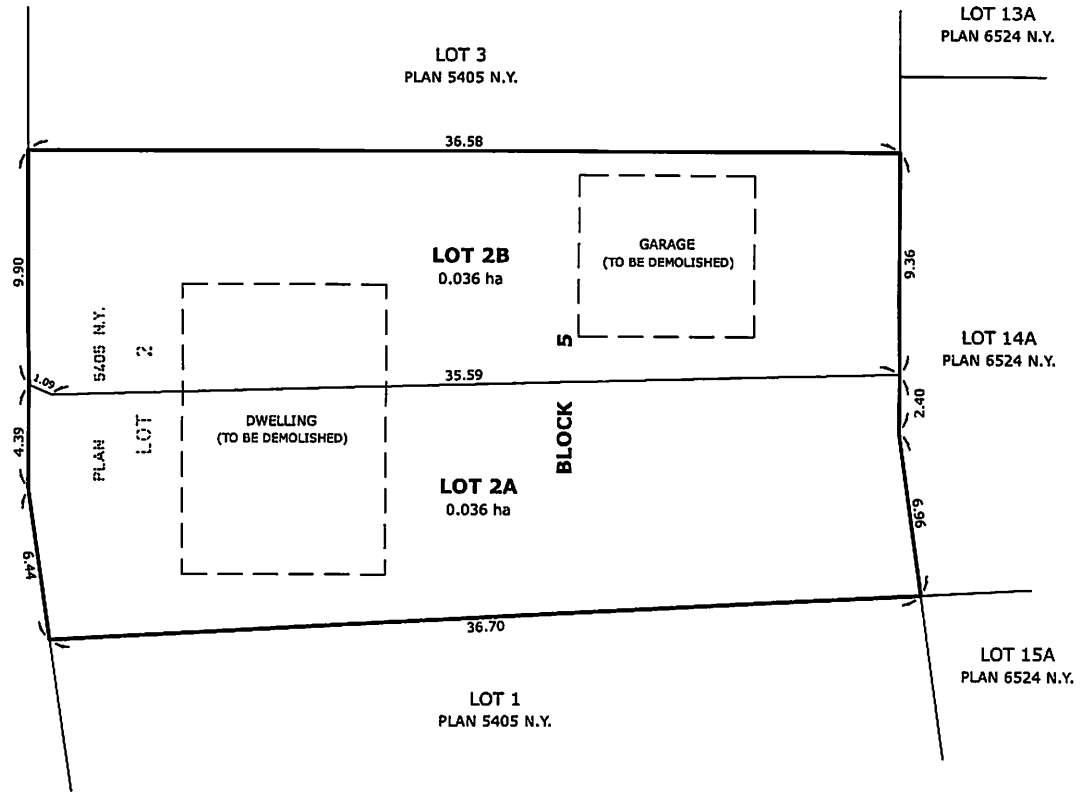 LOT 13A
PLAN 6524 N.Y.
LOT 3
PLAN 5405 N.Y.
36.58
9.90
LOT 2B
0.036 ha
GARAGE
(TO BE DEMOLISHED)
9.36
PLAN 5405 N.Y.
LOT 2
BLOCK 5
LOT 14A
PLAN 6524 N.Y.
1.09
35.59
2.40
4.39
DWELLING
(TO BE DEMOLISHED)
LOT 2A
0.036 ha
6.96
6.44
36.70
LOT 15A
PLAN 6524 N.Y.
LOT 1
PLAN 5405 N.Y.